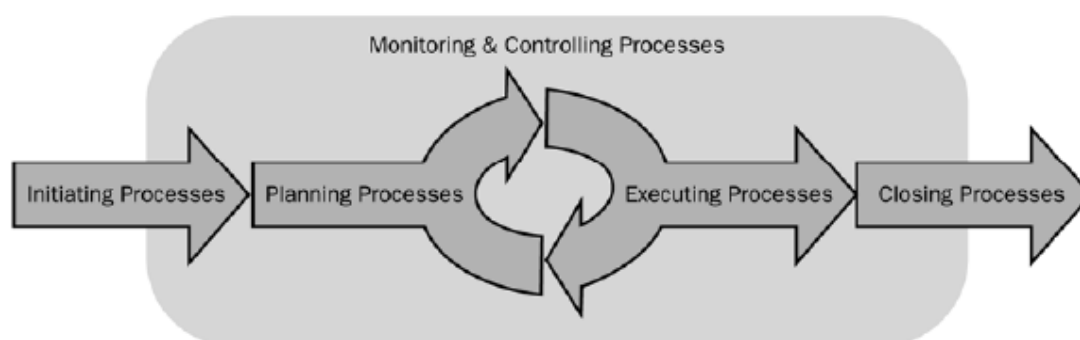 Monitoring & Controlling Processes
Initiating Processes
Planning Processes
Executing Processes
Closing Processes